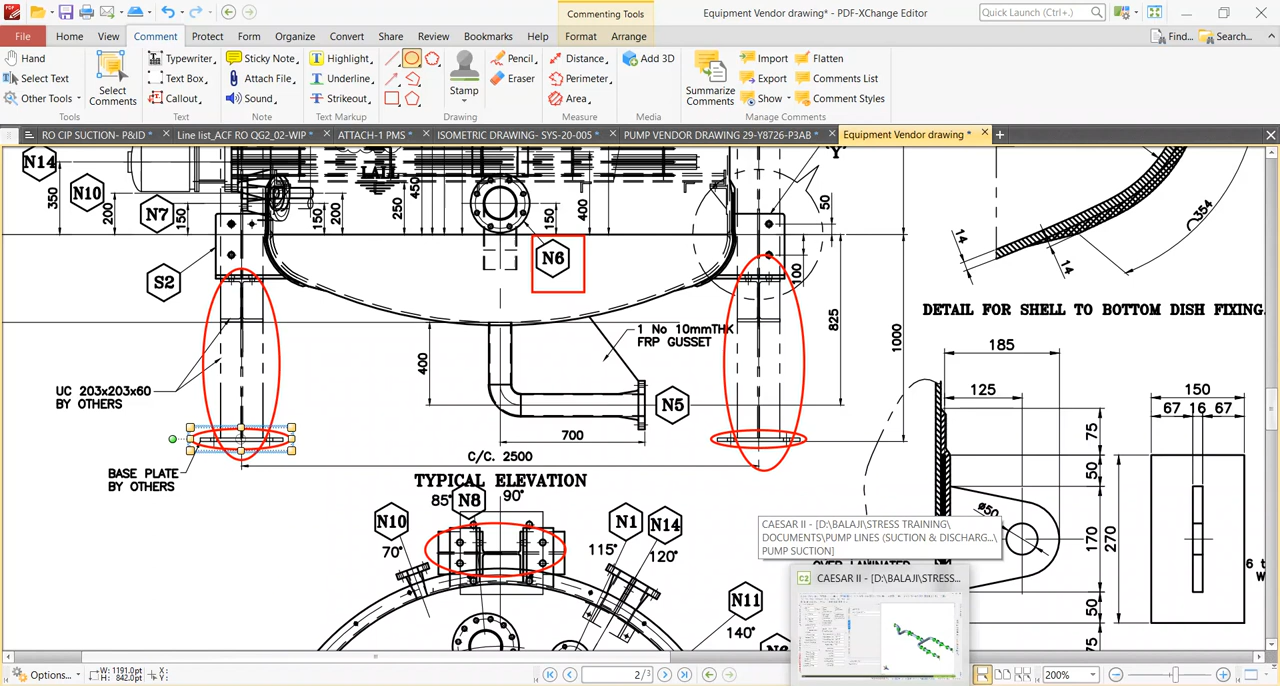 Commenting Tools
Equipment Vendor drawing* - PDF-XChange Editor
Quick Launch (Ctrl+.)
File
Home
View
Comment
Protect
Form
Organize
Convert
Share
Review
Bookmarks
Help
Format
Arrange
Find...
Search...
Hand
Select Text
Other Tools
Select Comments
Typewriter
Text Box
Callout
Sticky Note
Attach File
Sound
Highlight
Underline
Strikeout
Pencil
Eraser
Stamp
Distance
Perimeter
Area
Add 3D
Summarize Comments
Import
Export
Show
Flatten
Comments List
Comment Styles
Tools
Text
Note
Text Markup
Drawing
Measure
Media
Manage Comments
RO CIP SUCTION- P&ID *
Line list_ACF RO QG2_02-WIP *
ATTACH-1 PMS *
ISOMETRIC DRAWING- SYS-20-005 *
PUMP VENDOR DRAWING 29-Y8726-P3AB *
Equipment Vendor drawing *
N14
N10
N7
S2
350
200
150
150
200
250
450
LALL
150
400
N6
50
100
"Y"
825
1000
14
14
354
DETAIL FOR SHELL TO BOTTOM DISH FIXING.
UC 203x203x60
BY OTHERS
400
1 No 10mmTHK
FRP GUSSET
N5
700
BASE PLATE
BY OTHERS
C/C. 2500
TYPICAL ELEVATION
85°
N8
90°
N10
70°
N1
115°
N14
120°
N11
140°
185
125
ø50
75
50
170
270
50
150
67 16 67
6 t
CAESAR II - [D:\BALAJI\STRESS TRAINING\
DOCUMENTS\PUMP LINES (SUCTION & DISCHARG...\
PUMP SUCTION]
CAESAR II - [D:\BALAJI\STRESS...
Options...
W: 1191.0pt
H: 842.0pt
X:
Y:
2/3
200%